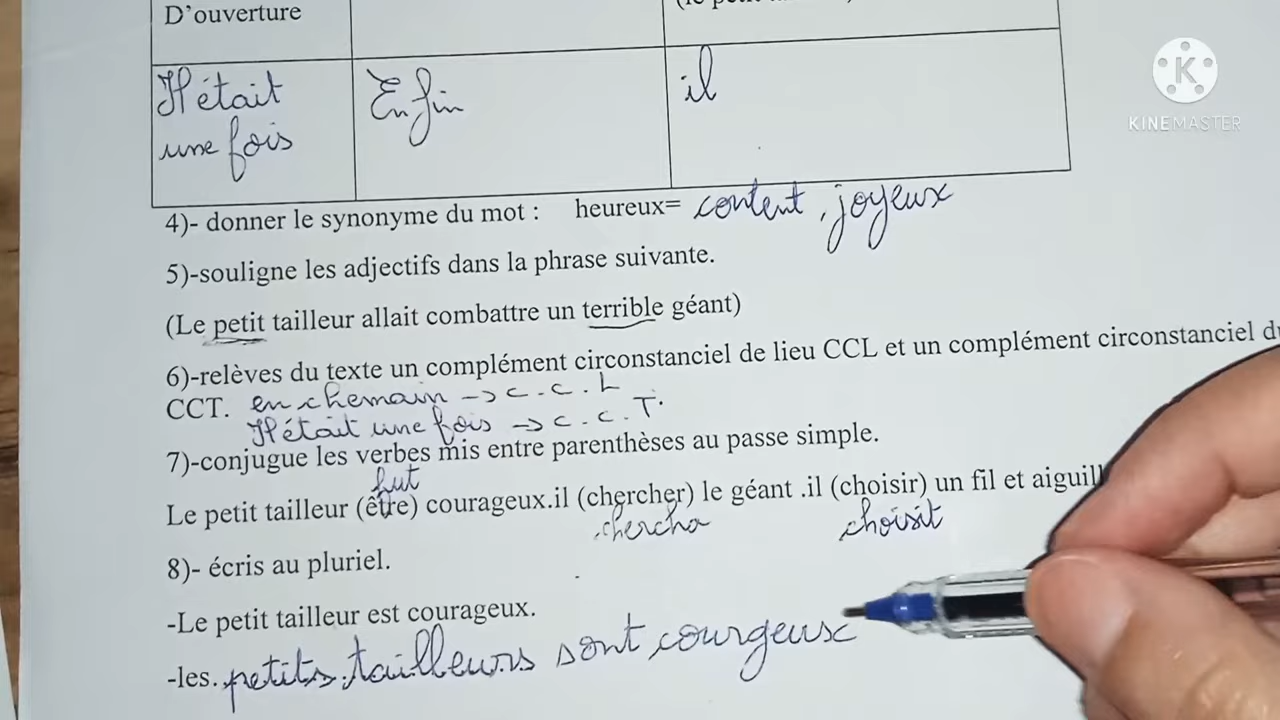 D'ouverture
Il était
une fois
Enfin
il
KINEMASTER
4)- donner le synonyme du mot : heureux= content, joyeux
5)-souligne les adjectifs dans la phrase suivante.
(Le petit tailleur allait combattre un terrible géant)
6)-relèves du texte un complément circonstanciel de lieu CCL et un complément circonstanciel
CCT. en chemain -> C.C.L
Il était une fois -> C.C.T.
7)-conjugue les verbes mis entre parenthèses au passe simple.
fut
Le petit tailleur (être) courageux.il (chercher) le géant .il (choisir) un fil et aiguill
chercha choisit
8)- écris au pluriel.
-Le petit tailleur est courageux.
-les. petits tailleurs sont courgeux